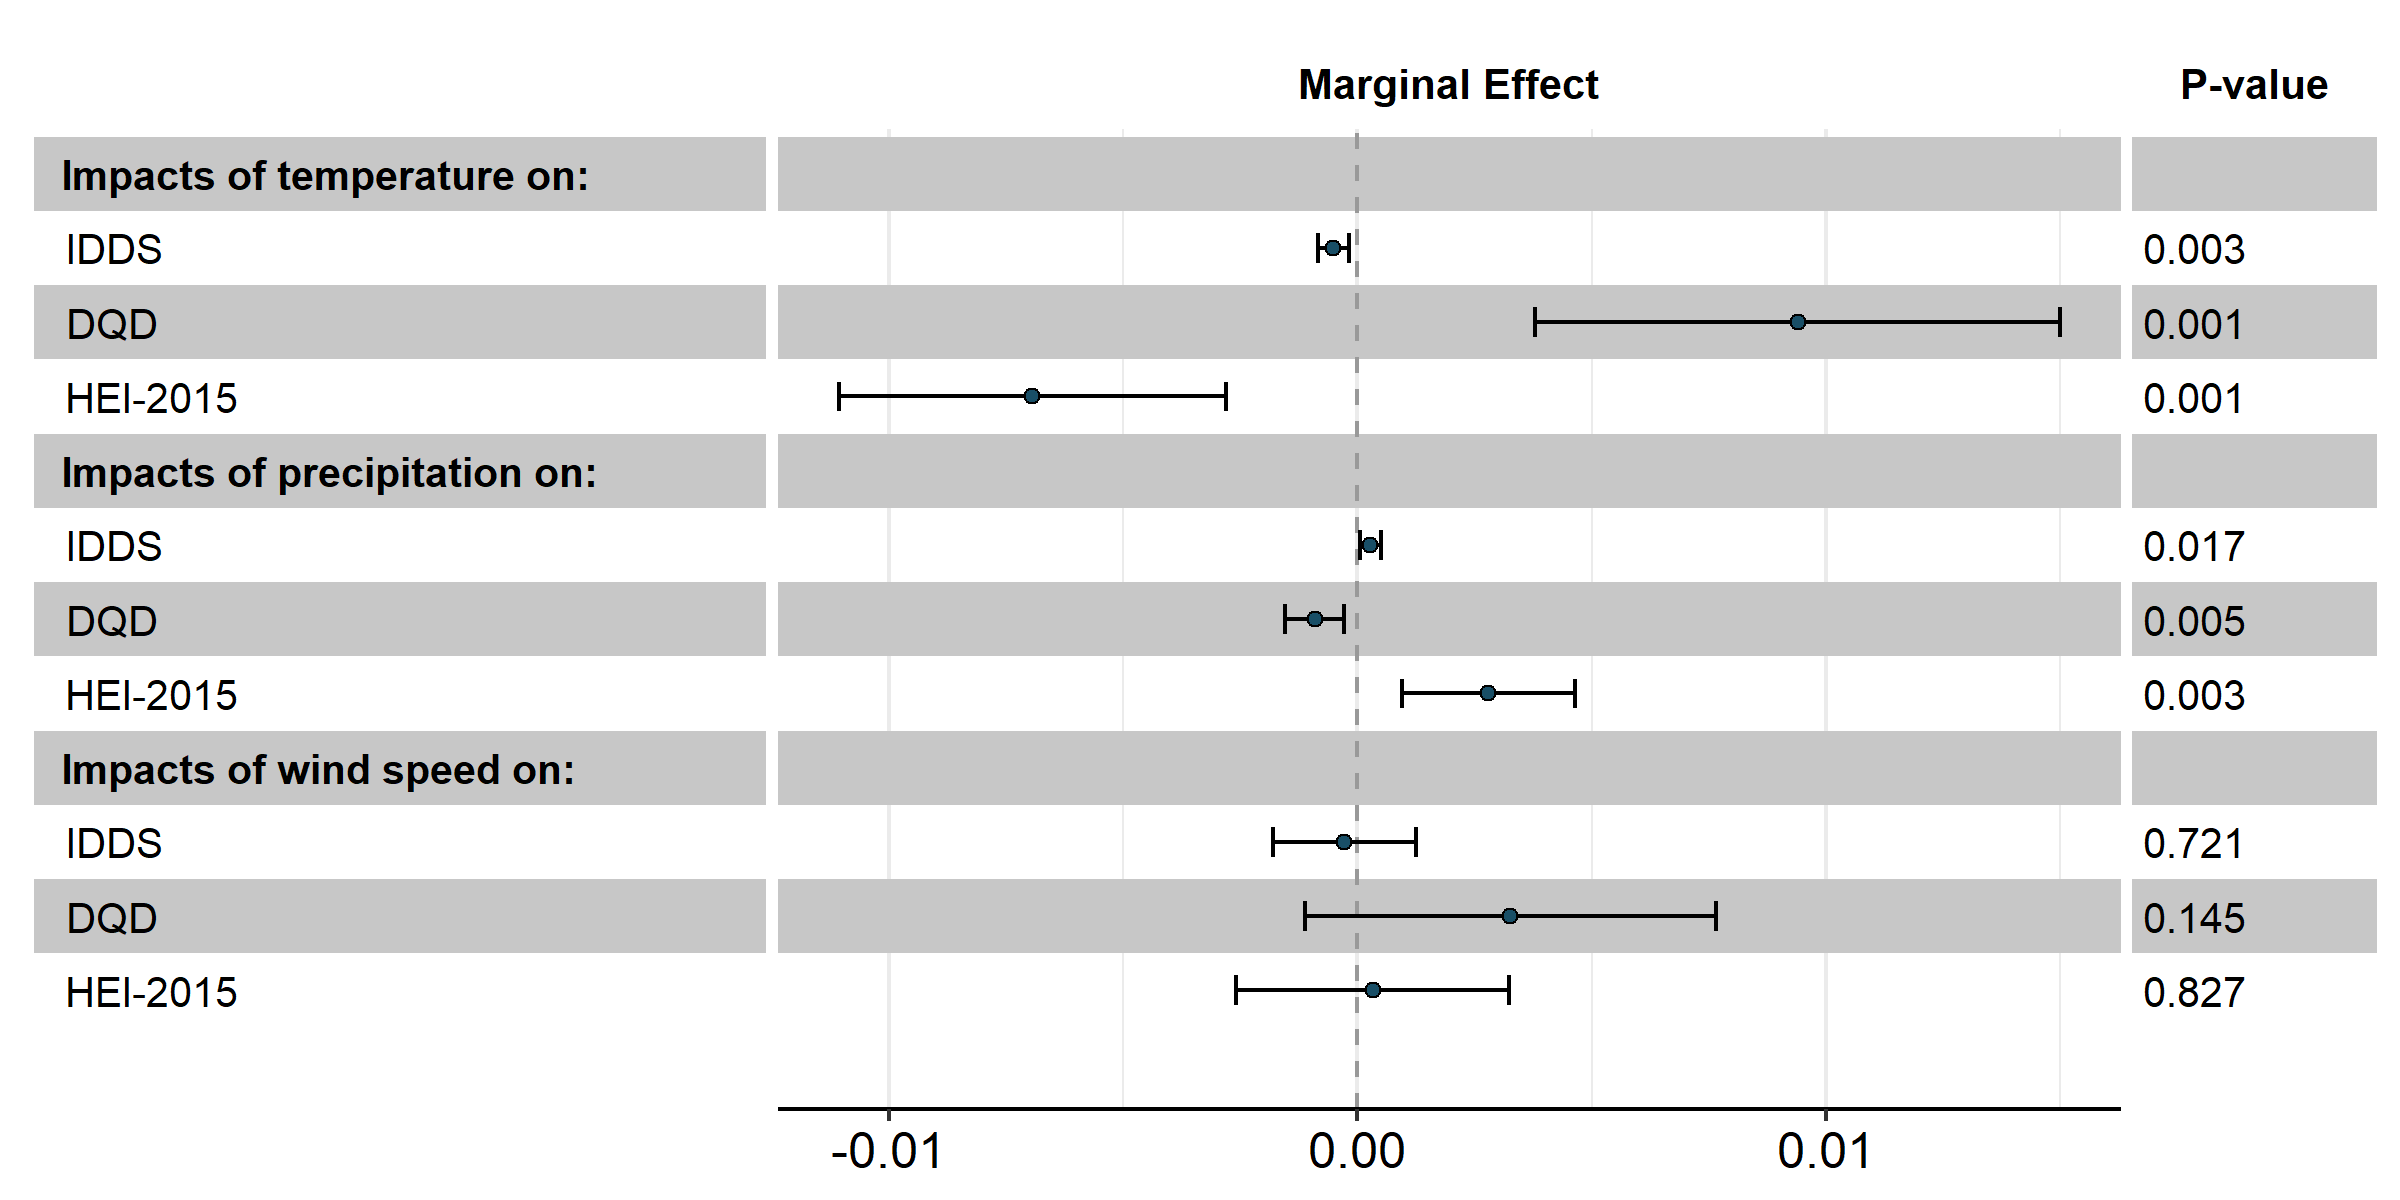 Marginal Effect P-value
Impacts of temperature on:
IDDS 0.003
DQD 0.001
HEI-2015 0.001
Impacts of precipitation on:
IDDS 0.017
DQD 0.005
HEI-2015 0.003
Impacts of wind speed on:
IDDS 0.721
DQD 0.145
HEI-2015 0.827
-0.01 0.00 0.01